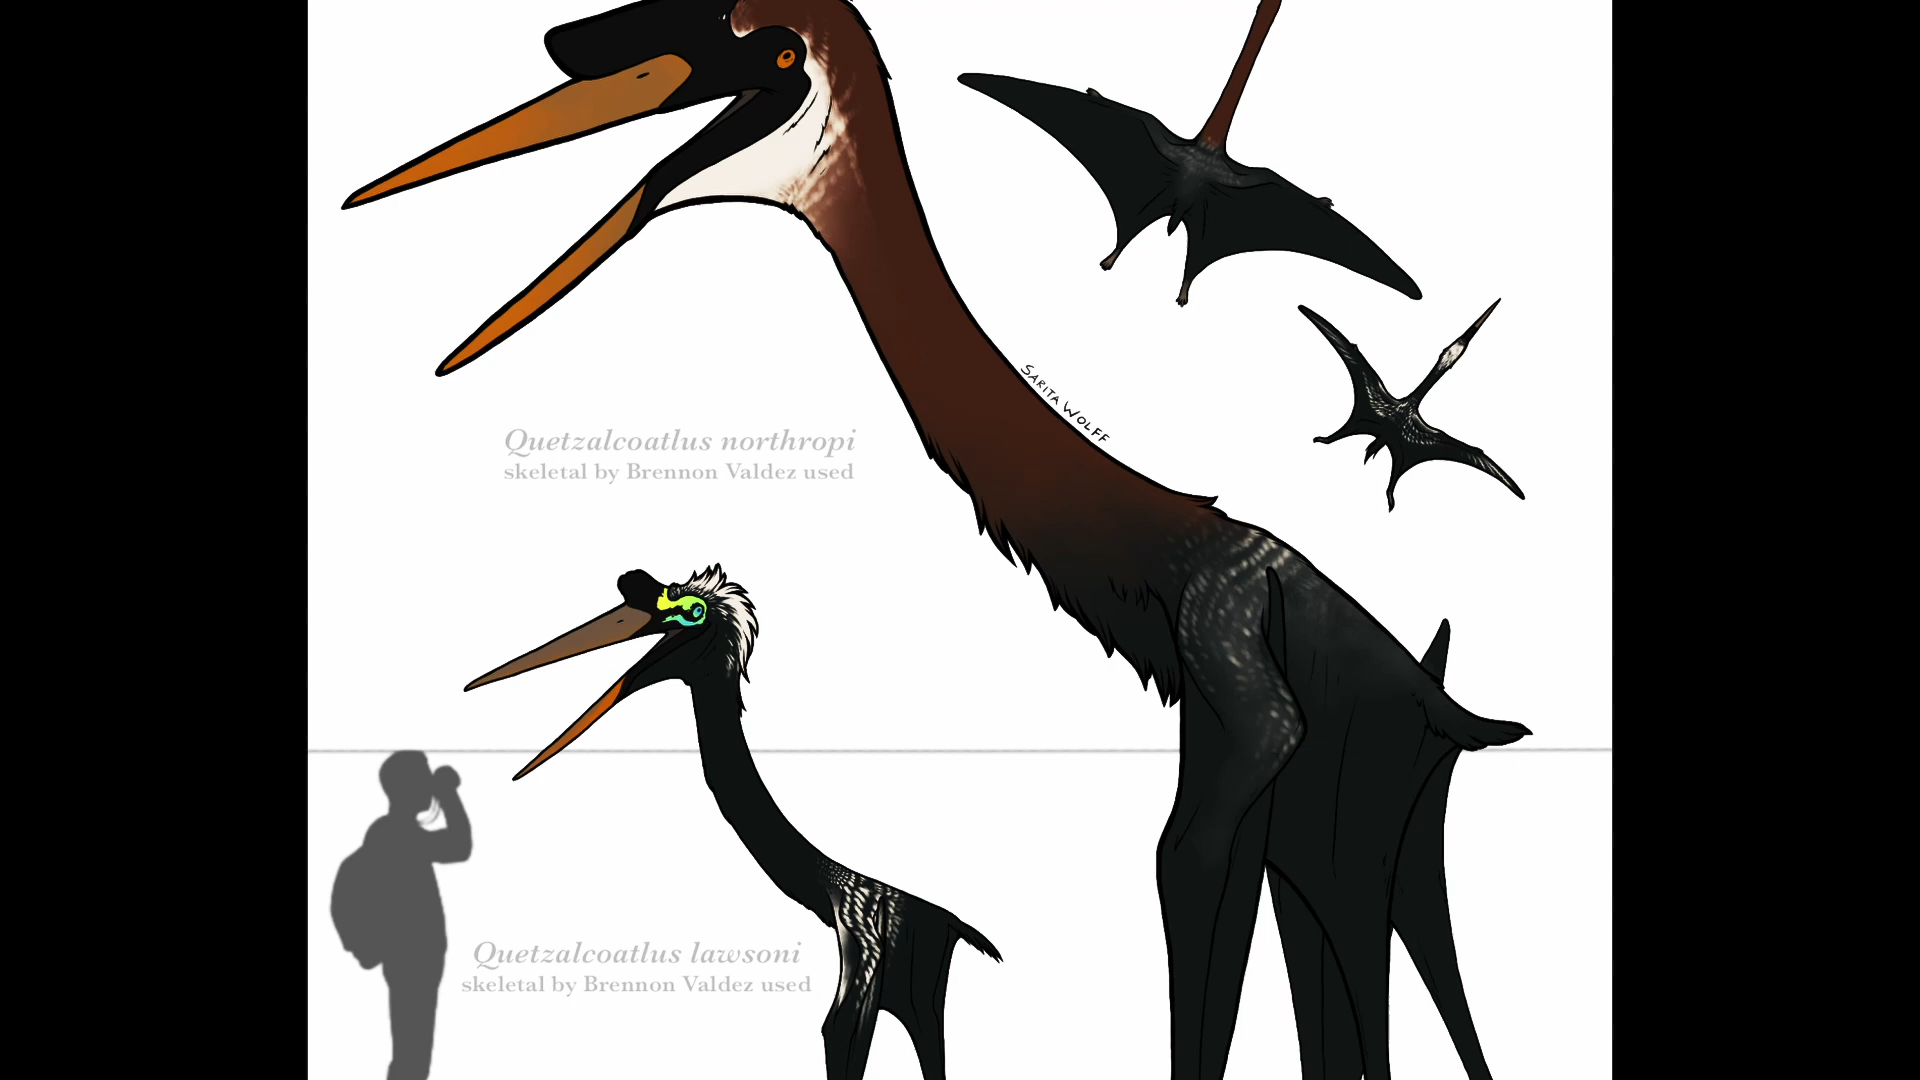 SARITA WOLFF
Quetzalcoatlus northropi
skeletal by Brennon Valdez used
Quetzalcoatlus lawsoni
skeletal by Brennon Valdez used